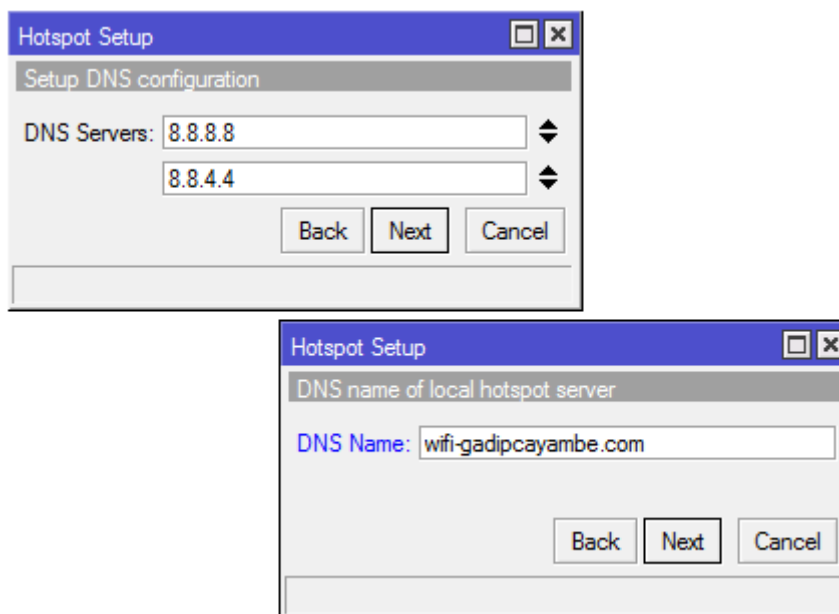 Hotspot Setup
Setup DNS configuration
DNS Servers: 8.8.8.8
8.8.4.4
Back Next Cancel
Hotspot Setup
DNS name of local hotspot server
DNS Name: wifi-gadipcayambe.com
Back Next Cancel